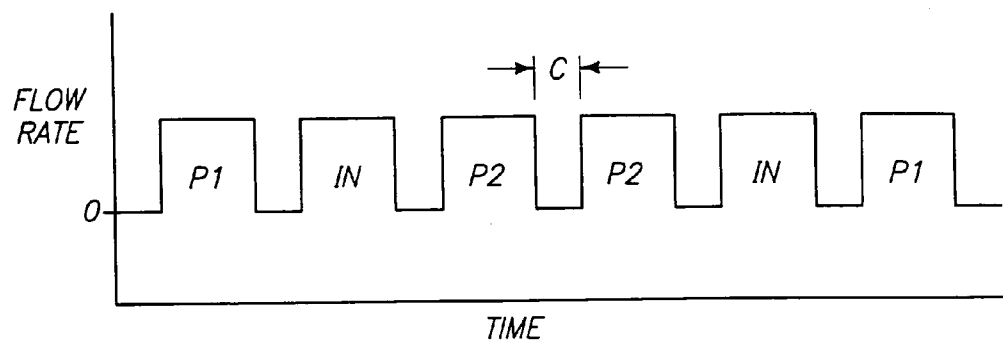 C
FLOW
RATE
P1 IN P2 P2 IN P1
0
TIME